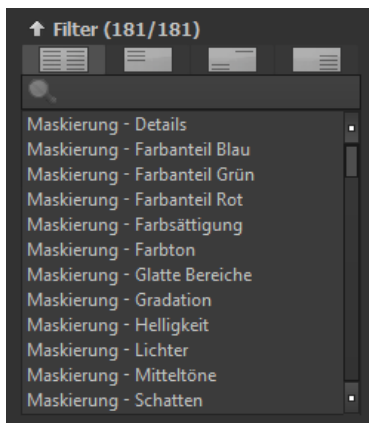 Filter (181/181)
Maskierung - Details
Maskierung - Farbanteil Blau
Maskierung - Farbanteil Grün
Maskierung - Farbanteil Rot
Maskierung - Farbsättigung
Maskierung - Farbton
Maskierung - Glatte Bereiche
Maskierung - Gradation
Maskierung - Helligkeit
Maskierung - Lichter
Maskierung - Mitteltöne
Maskierung - Schatten